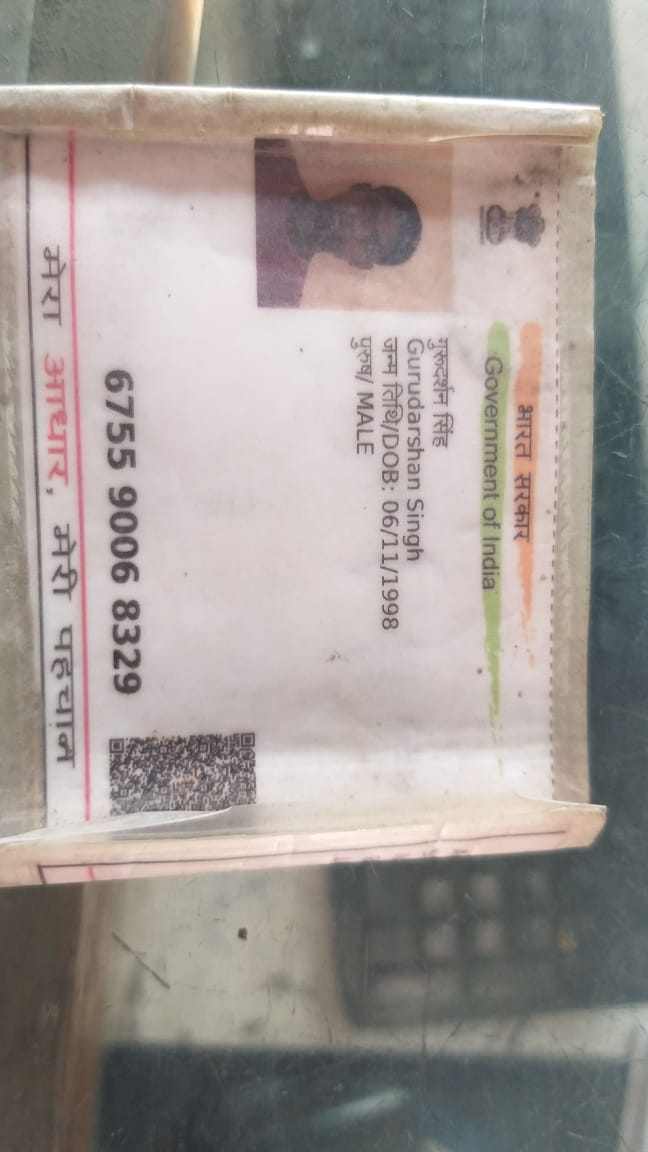 भारत सरकार
Government of India
गुरुदर्शन सिंह
Gurudarshan Singh
जन्म तिथि/DOB: 06/11/1998
पुरुष/ MALE
6755 9006 8329
मेरा आधार, मेरी पहचान